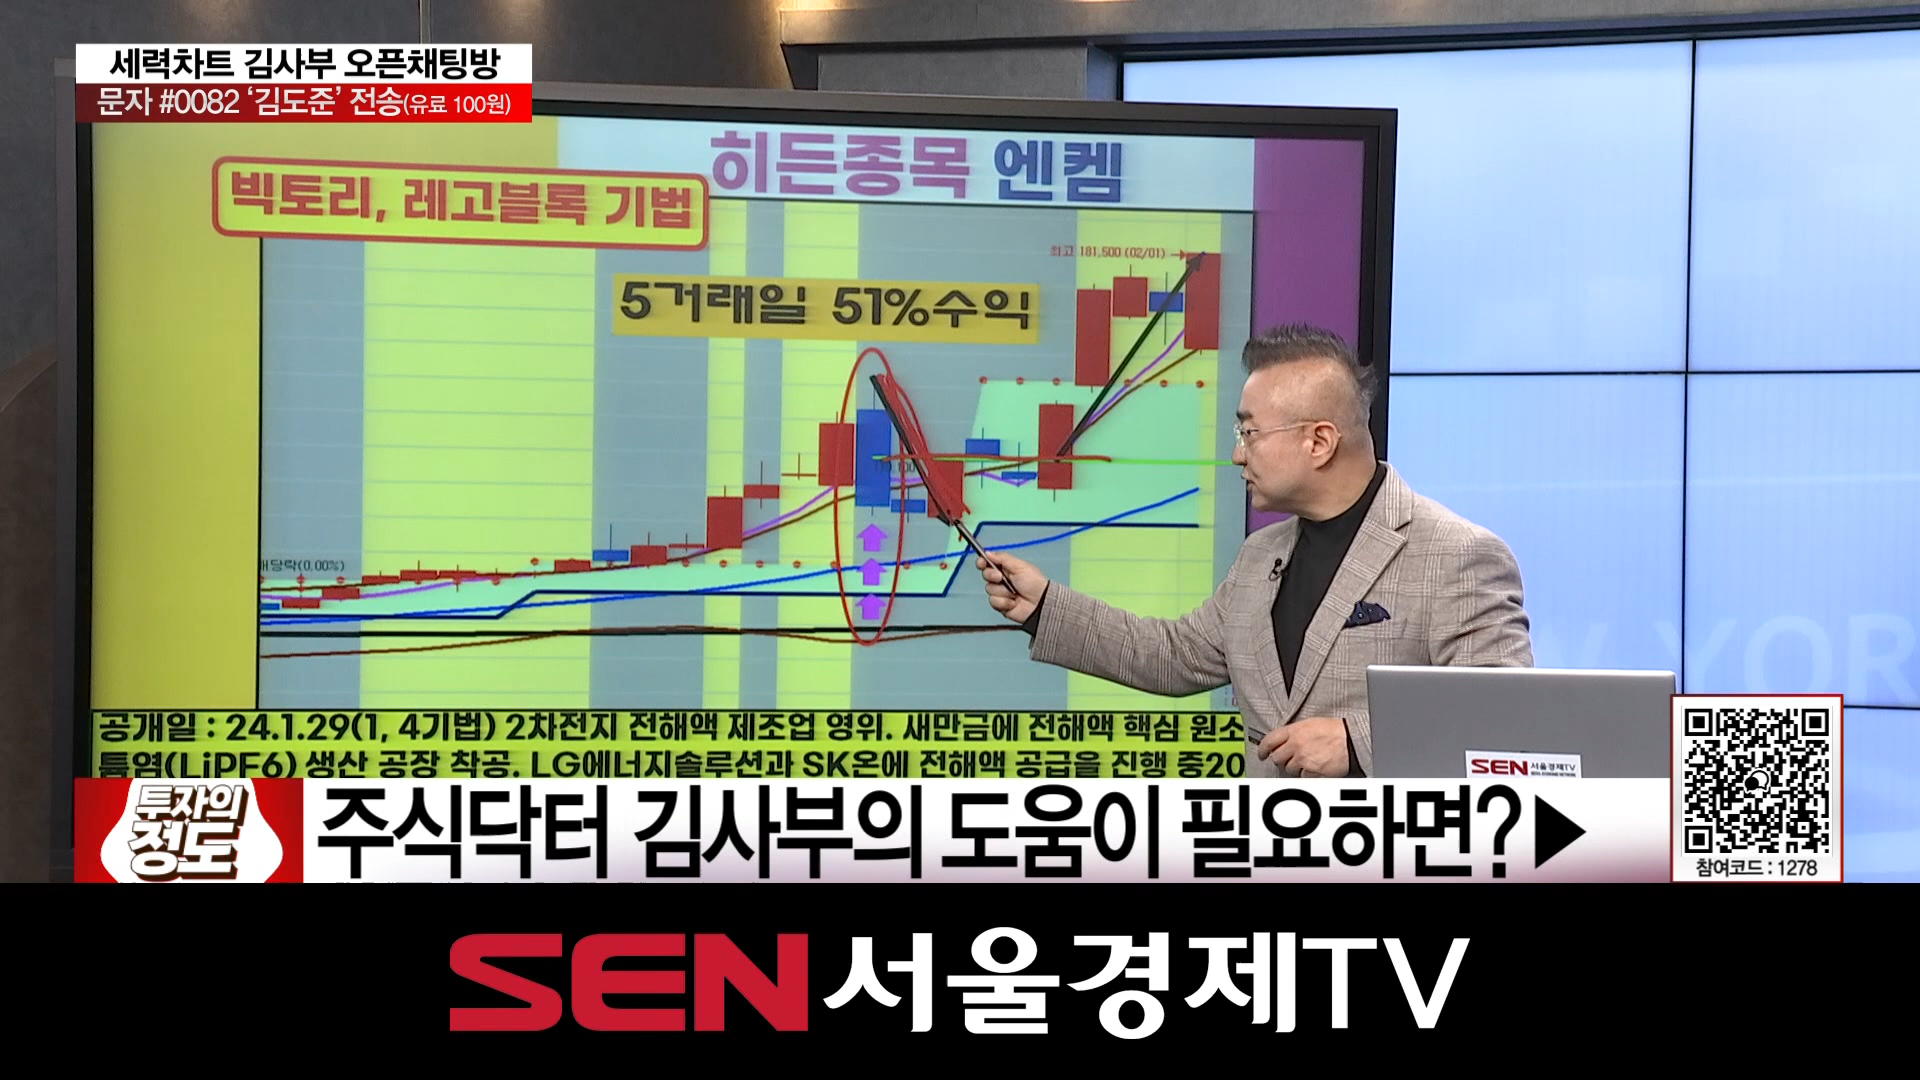 세력차트 김사부 오픈채팅방
문자 #0082 ‘김도준’ 전송(유료 100원)
히든종목 엔켐
빅토리, 레고블록 기법
최고 181,500 (02/01)
5거래일 51%수익
배당락(0.00%)
공개일 : 24.1.29(1, 4기법) 2차전지 전해액 제조업 영위. 새만금에 전해액 핵심 원소
튬염(LiPF6) 생산 공장 착공. LG에너지솔루션과 SK온에 전해액 공급을 진행 중20
YOR
SEN 서울경제TV
투자의
정도
주식닥터 김사부의 도움이 필요하면?▶
참여코드 : 1278
SEN서울경제TV